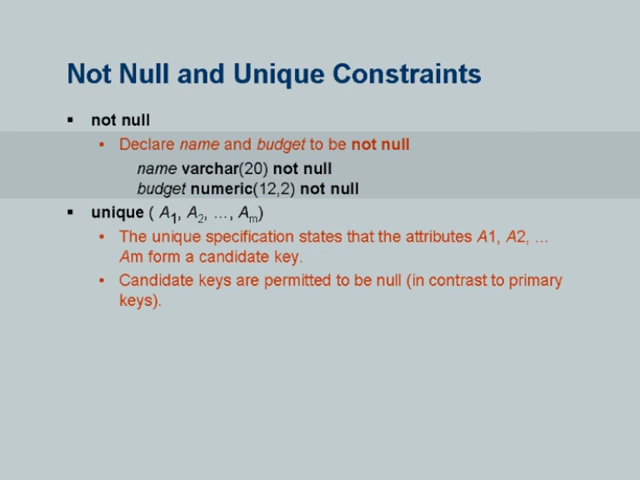 Not Null and Unique Constraints
▪ not null
• Declare name and budget to be not null
name varchar(20) not null
budget numeric(12,2) not null
▪ unique ( A1, A2, …, Am)
• The unique specification states that the attributes A1, A2, ...
Am form a candidate key.
• Candidate keys are permitted to be null (in contrast to primary
keys).